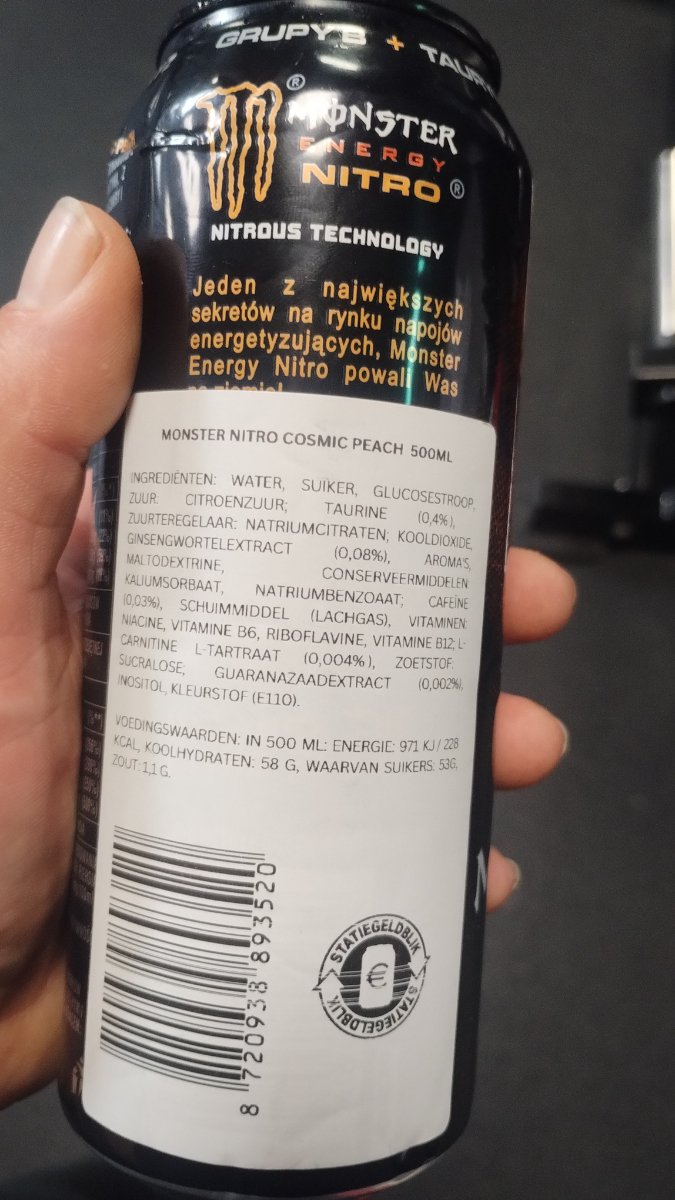 GRUPY B + TAUR
MONSTER
ENERGY
NITRO®
NITROUS TECHNOLOGY
Jeden z największych
sekretów na rynku napojów
energetyzujących, Monster
Energy Nitro powali Was
MONSTER NITRO COSMIC PEACH 500ML
INGREDIËNTEN: WATER, SUIKER, GLUCOSESTROOP,
ZUUR: CITROENZUUR; TAURINE (0,4%),
ZUURTEREGELAAR: NATRIUMCITRATEN; KOOLDIOXIDE,
GINSENGWORTELEXTRACT (0,08%), AROMA'S,
MALTODEXTRINE, CONSERVEERMIDDELEN:
KALIUMSORBAAT, NATRIUMBENZOAAT; CAFEÏNE
(0,03%), SCHUIMMIDDEL (LACHGAS), VITAMINEN:
NIACINE, VITAMINE B6, RIBOFLAVINE, VITAMINE B12; L-
CARNITINE L-TARTRAAT (0,004%), ZOETSTOF:
SUCRALOSE; GUARANAZAADEXTRACT (0,002%),
INOSITOL, KLEURSTOF (E110).
VOEDINGSWAARDEN: IN 500 ML: ENERGIE: 971 KJ / 228
KCAL, KOOLHYDRATEN: 58 G, WAARVAN SUIKERS: 53G,
ZOUT: 1,1 G.
8 720938 893520
STATIEGELDBLIK
€
STATIEGELDBLIK